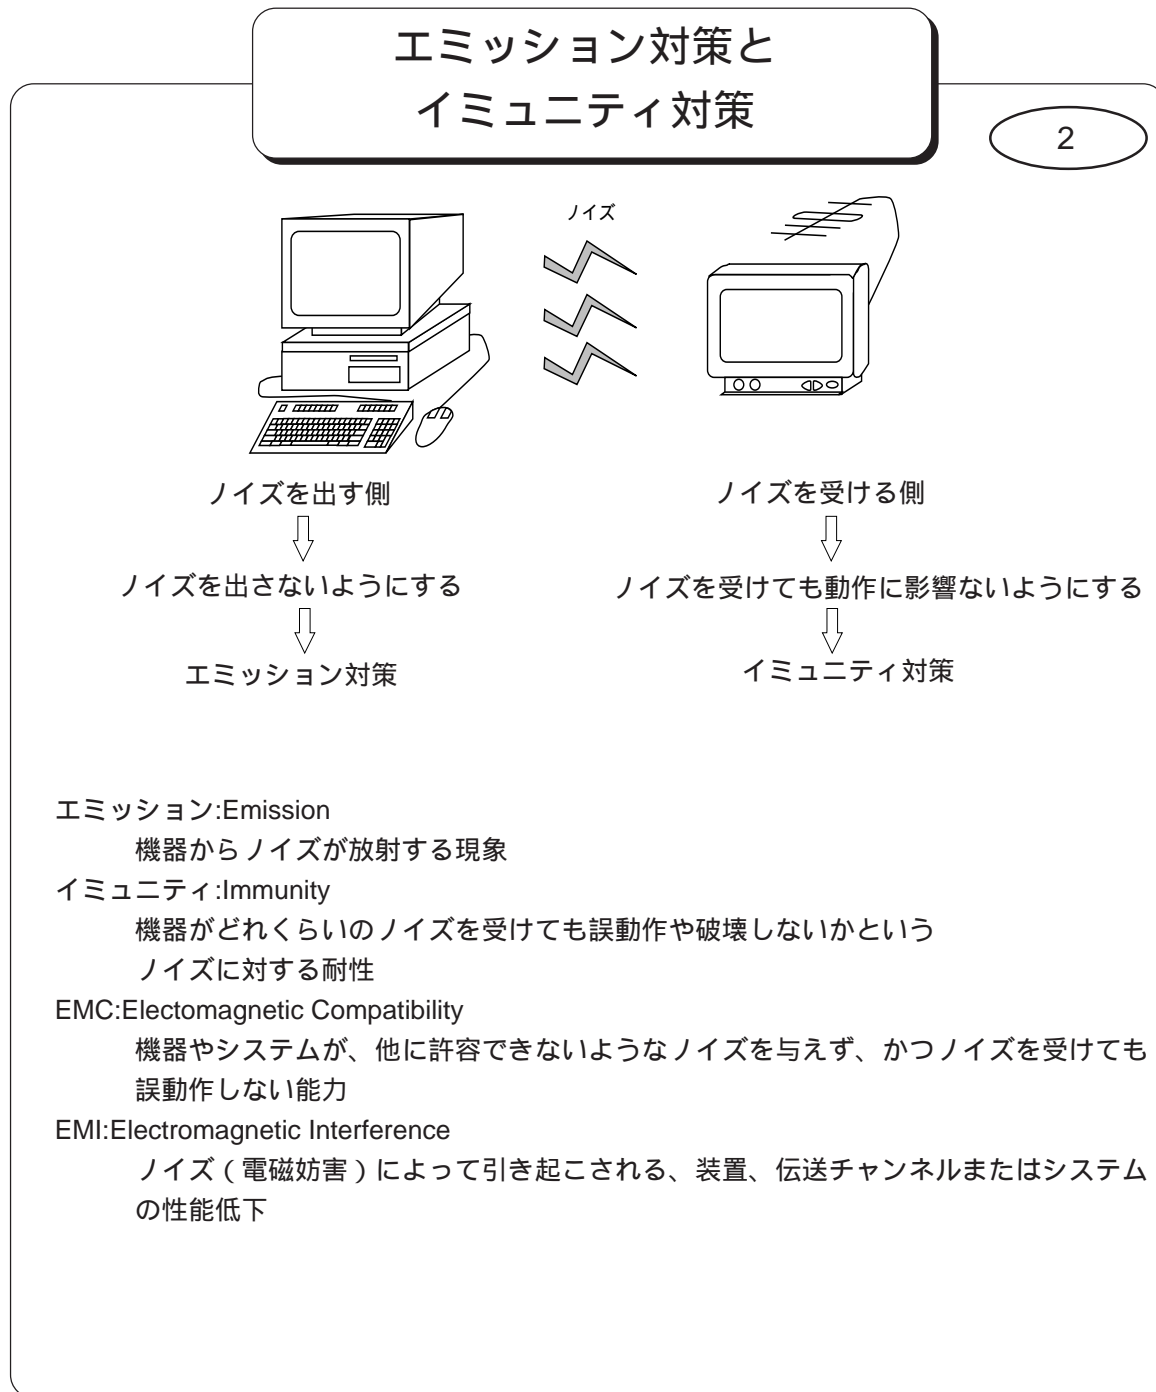 エミッション対策と
イミュニティ対策
2
ノイズ
ノイズを出す側
ノイズを受ける側
ノイズを出さないようにする
ノイズを受けても動作に影響ないようにする
エミッション対策
イミュニティ対策
エミッション:Emission
機器からノイズが放射する現象
イミュニティ:Immunity
機器がどれくらいのノイズを受けても誤動作や破壊しないかという
ノイズに対する耐性
EMC:Electomagnetic Compatibility
機器やシステムが、他に許容できないようなノイズを与えず、かつノイズを受けても
誤動作しない能力
EMI:Electromagnetic Interference
ノイズ(電磁妨害)によって引き起こされる、装置、伝送チャンネルまたはシステム
の性能低下